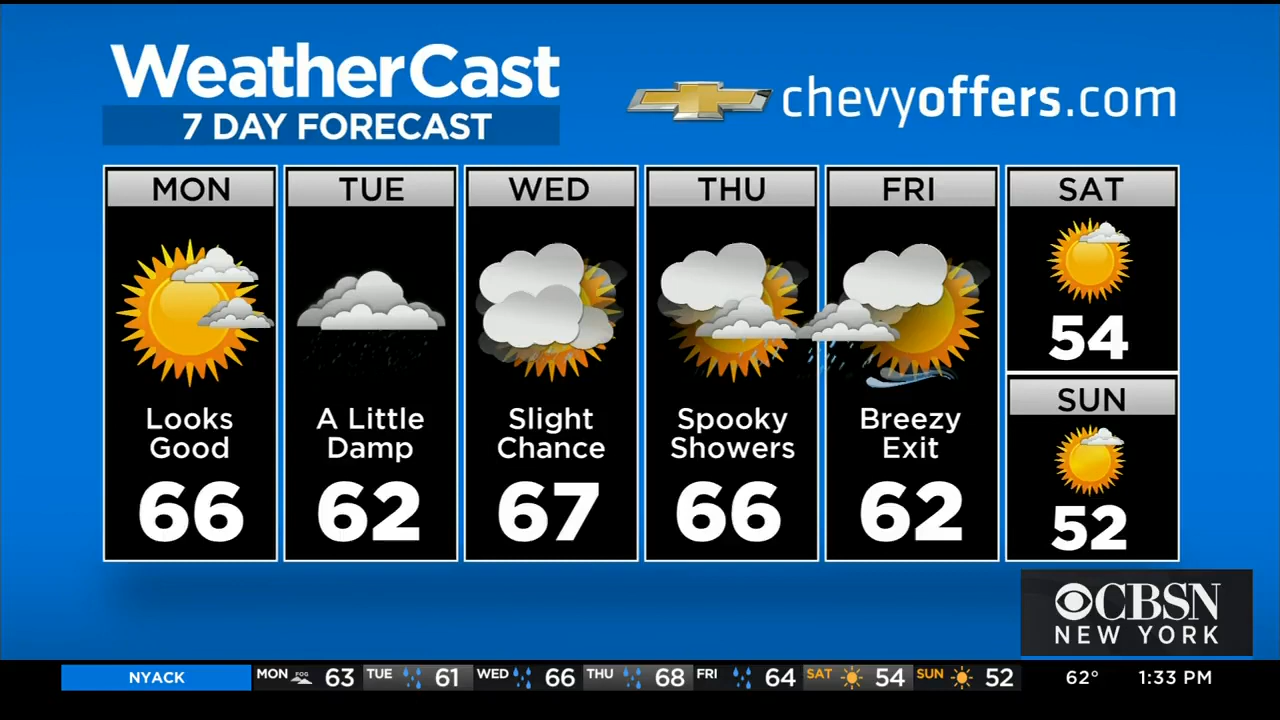 WeatherCast
7 DAY FORECAST
chevyoffers.com
MON
Looks
Good
66
TUE
A Little
Damp
62
WED
Slight
Chance
67
THU
Spooky
Showers
66
FRI
Breezy
Exit
62
SAT
54
SUN
52
CBSN
NEW YORK
NYACK MON FOG 63 TUE 61 WED 66 THU 68 FRI 64 SAT 54 SUN 52 62° 1:33 PM